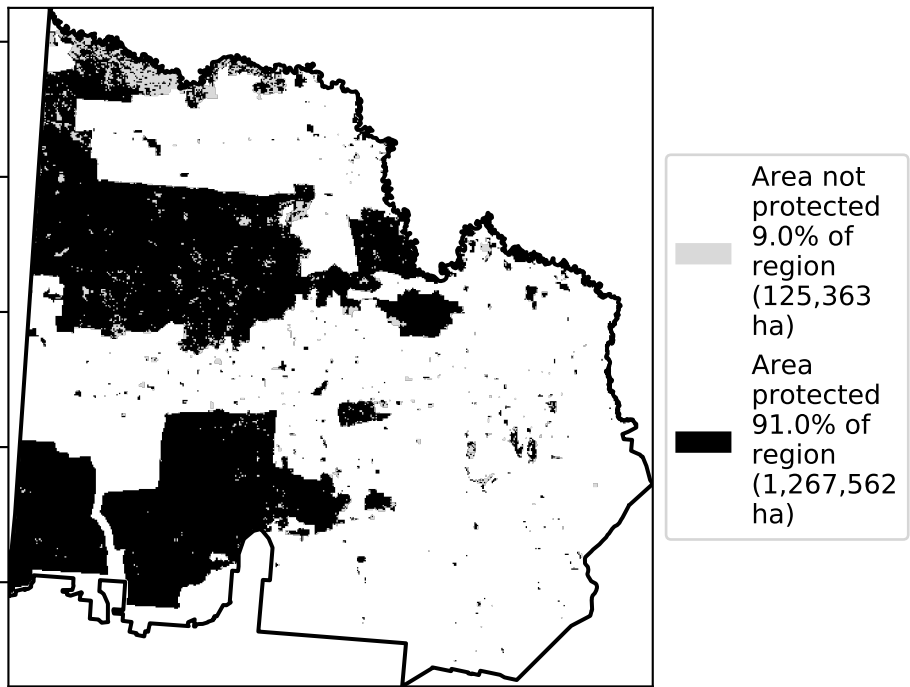 Area not
protected
9.0% of
region
(125,363
ha)
Area
protected
91.0% of
region
(1,267,562
ha)